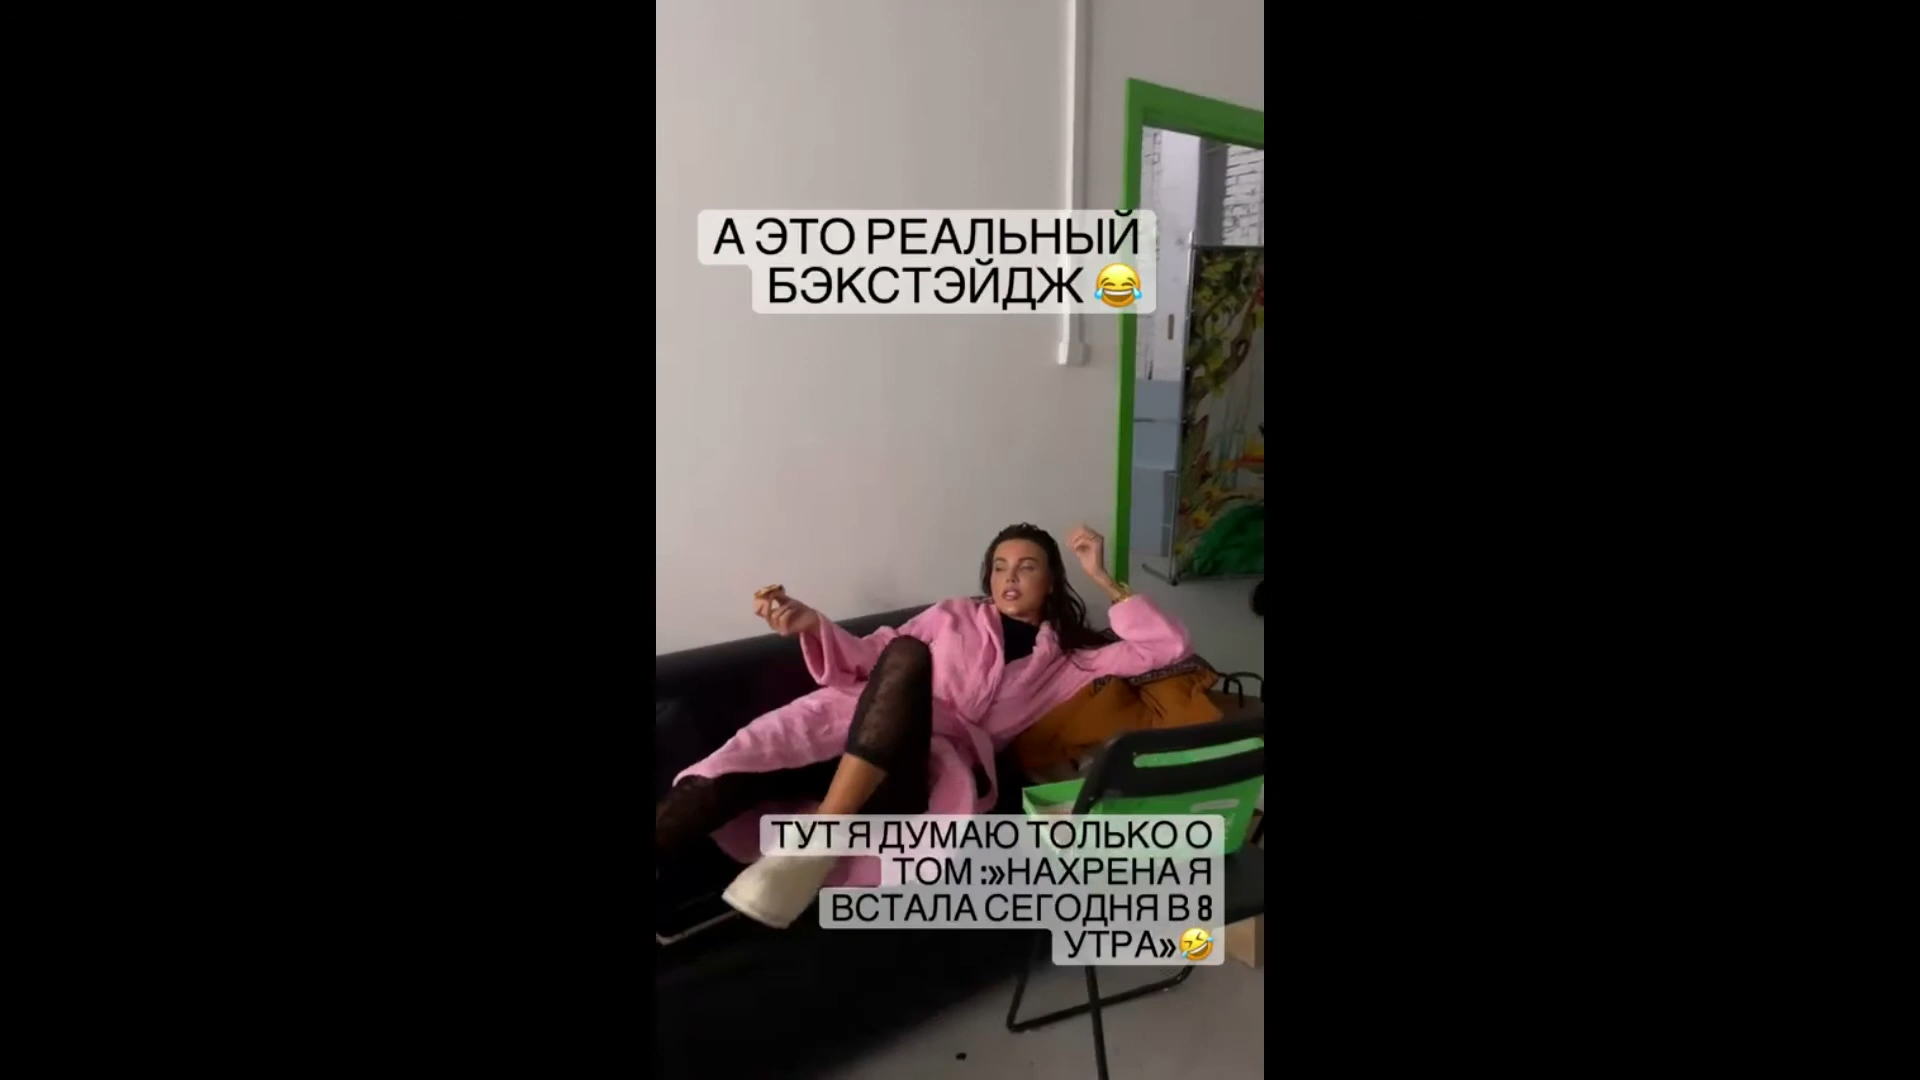 А ЭТО РЕАЛЬНЫЙ
БЭКСТЭЙДЖ 😂
ТУТ Я ДУМАЮ ТОЛЬКО О
ТОМ :»НАХРЕНА Я
ВСТАЛА СЕГОДНЯ В 8
УТРА»🤣